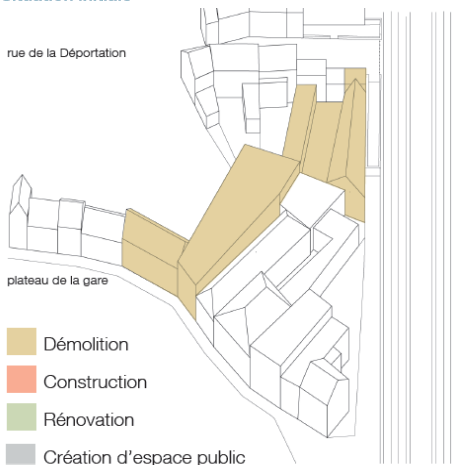 rue de la Déportation
plateau de la gare
Démolition
Construction
Rénovation
Création d'espace public